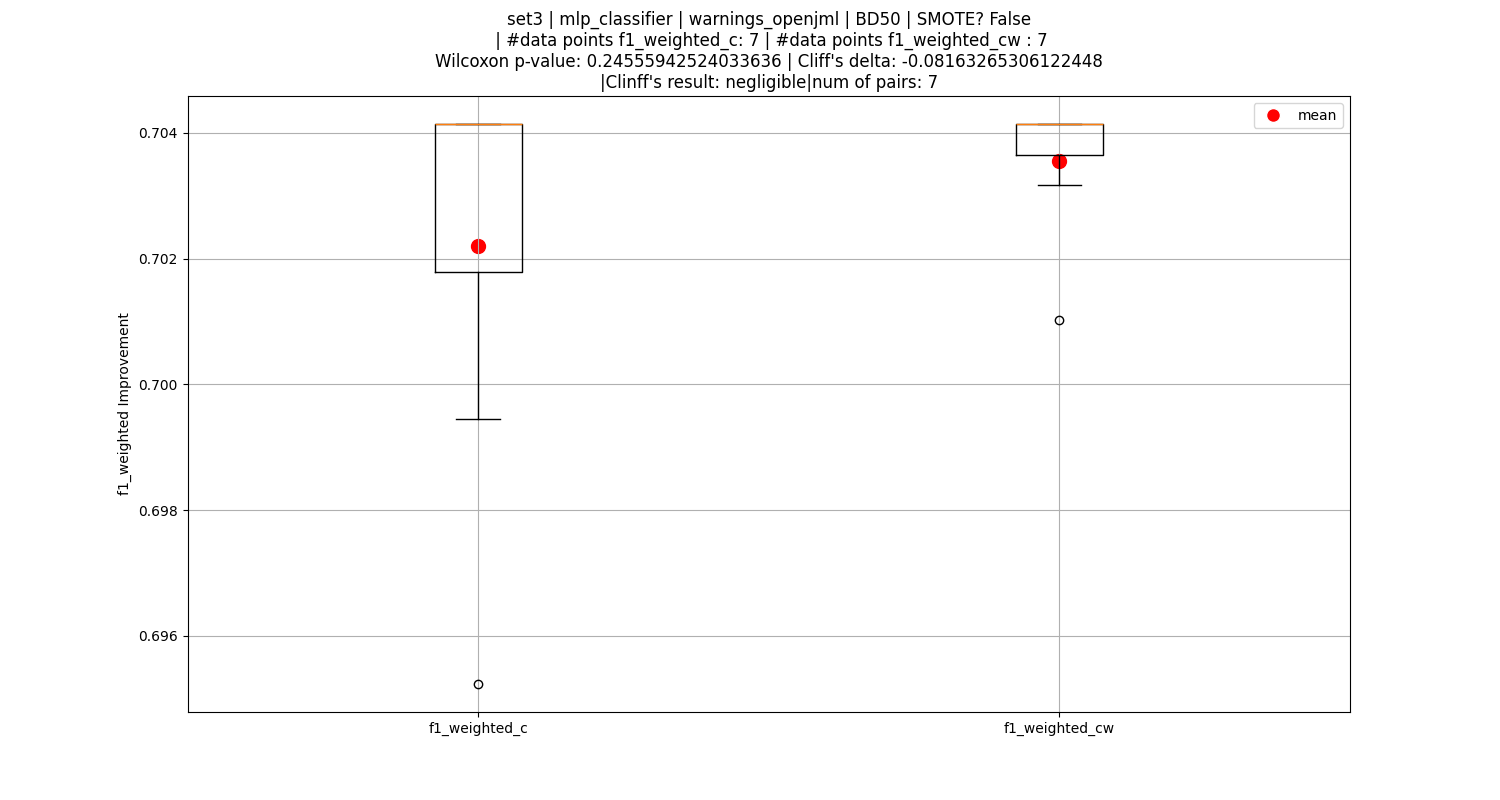 set3 | mlp_classifier | warnings_openjml | BD50 | SMOTE? False
| #data points f1_weighted_c: 7 | #data points f1_weighted_cw : 7
Wilcoxon p-value: 0.24555942524033636 | Cliff's delta: -0.08163265306122448
|Clinff's result: negligible|num of pairs: 7
mean
0.704
0.702
0.700
0.698
0.696
f1_weighted Improvement
f1_weighted_c
f1_weighted_cw